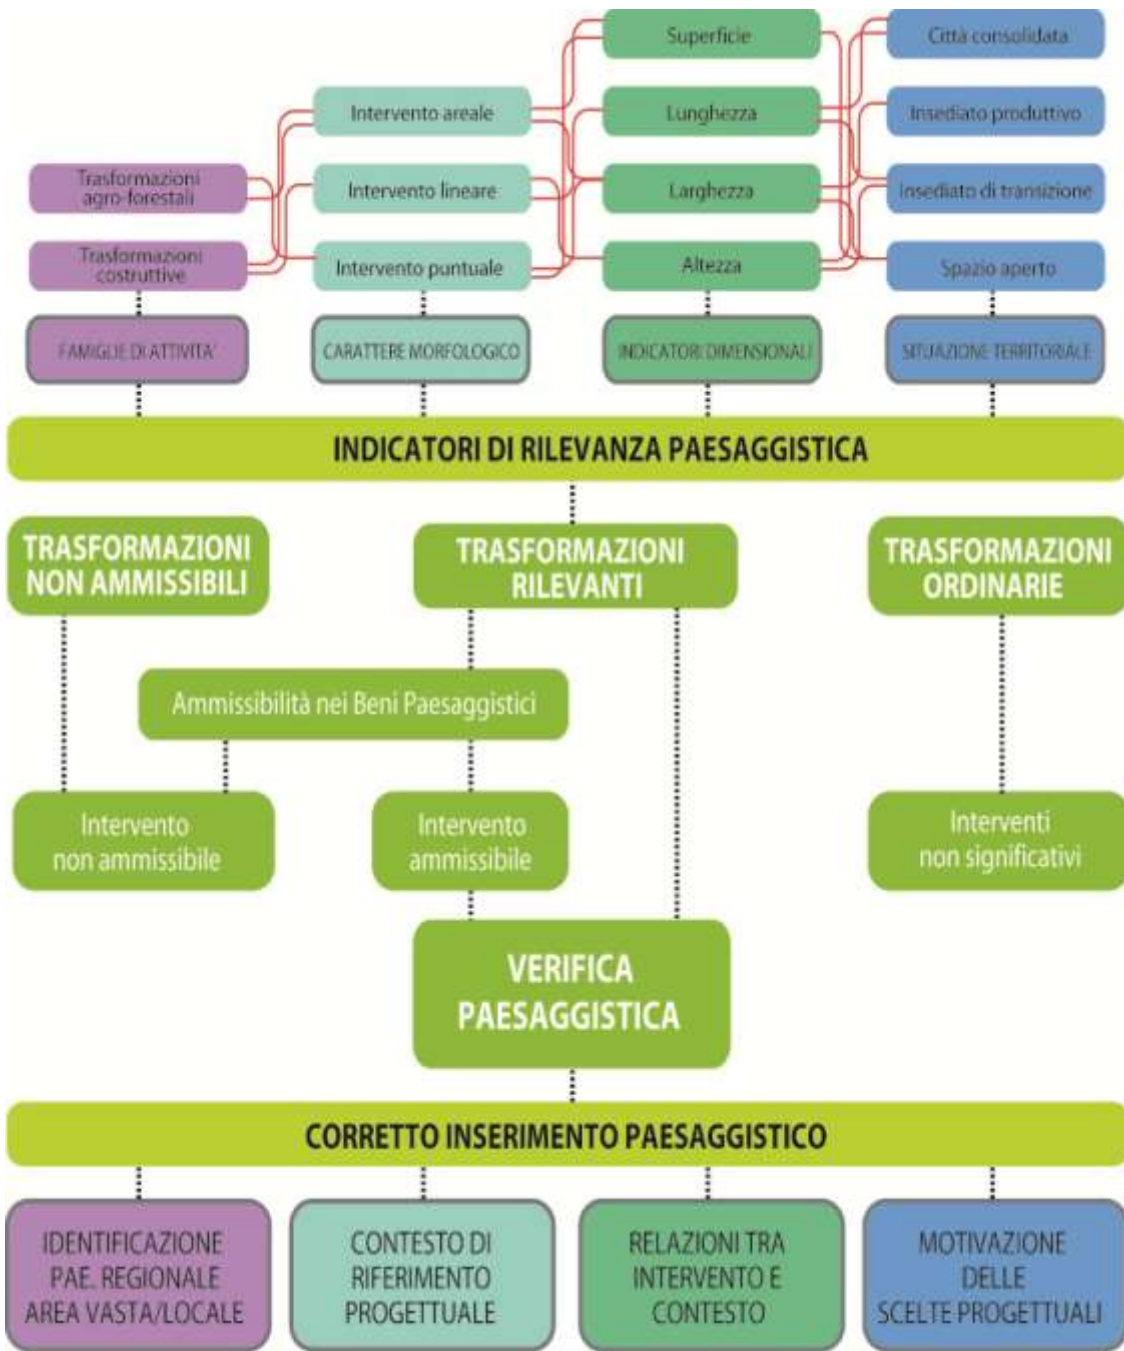 Superficie
Città consolidata
Intervento areale
Lunghezza
Insediato produttivo
Trasformazioni
agro-forestali
Intervento lineare
Larghezza
Insediato di transizione
Trasformazioni
costruttive
Intervento puntuale
Altezza
Spazio aperto
FAMIGLIE DI ATTIVITA'
CARATTERE MORFOLOGICO
INDICATORI DIMENSIONALI
SITUAZIONE TERRITORIALE
INDICATORI DI RILEVANZA PAESAGGISTICA
TRASFORMAZIONI
NON AMMISSIBILI
TRASFORMAZIONI
RILEVANTI
TRASFORMAZIONI
ORDINARIE
Ammissibilità nei Beni Paesaggistici
Intervento
non ammissibile
Intervento
ammissibile
Interventi
non significativi
VERIFICA
PAESAGGISTICA
CORRETTO INSERIMENTO PAESAGGISTICO
IDENTIFICAZIONE
PAE. REGIONALE
AREA VASTA/LOCALE
CONTESTO DI
RIFERIMENTO
PROGETTUALE
RELAZIONI TRA
INTERVENTO E
CONTESTO
MOTIVAZIONE
DELLE
SCELTE PROGETTUALI